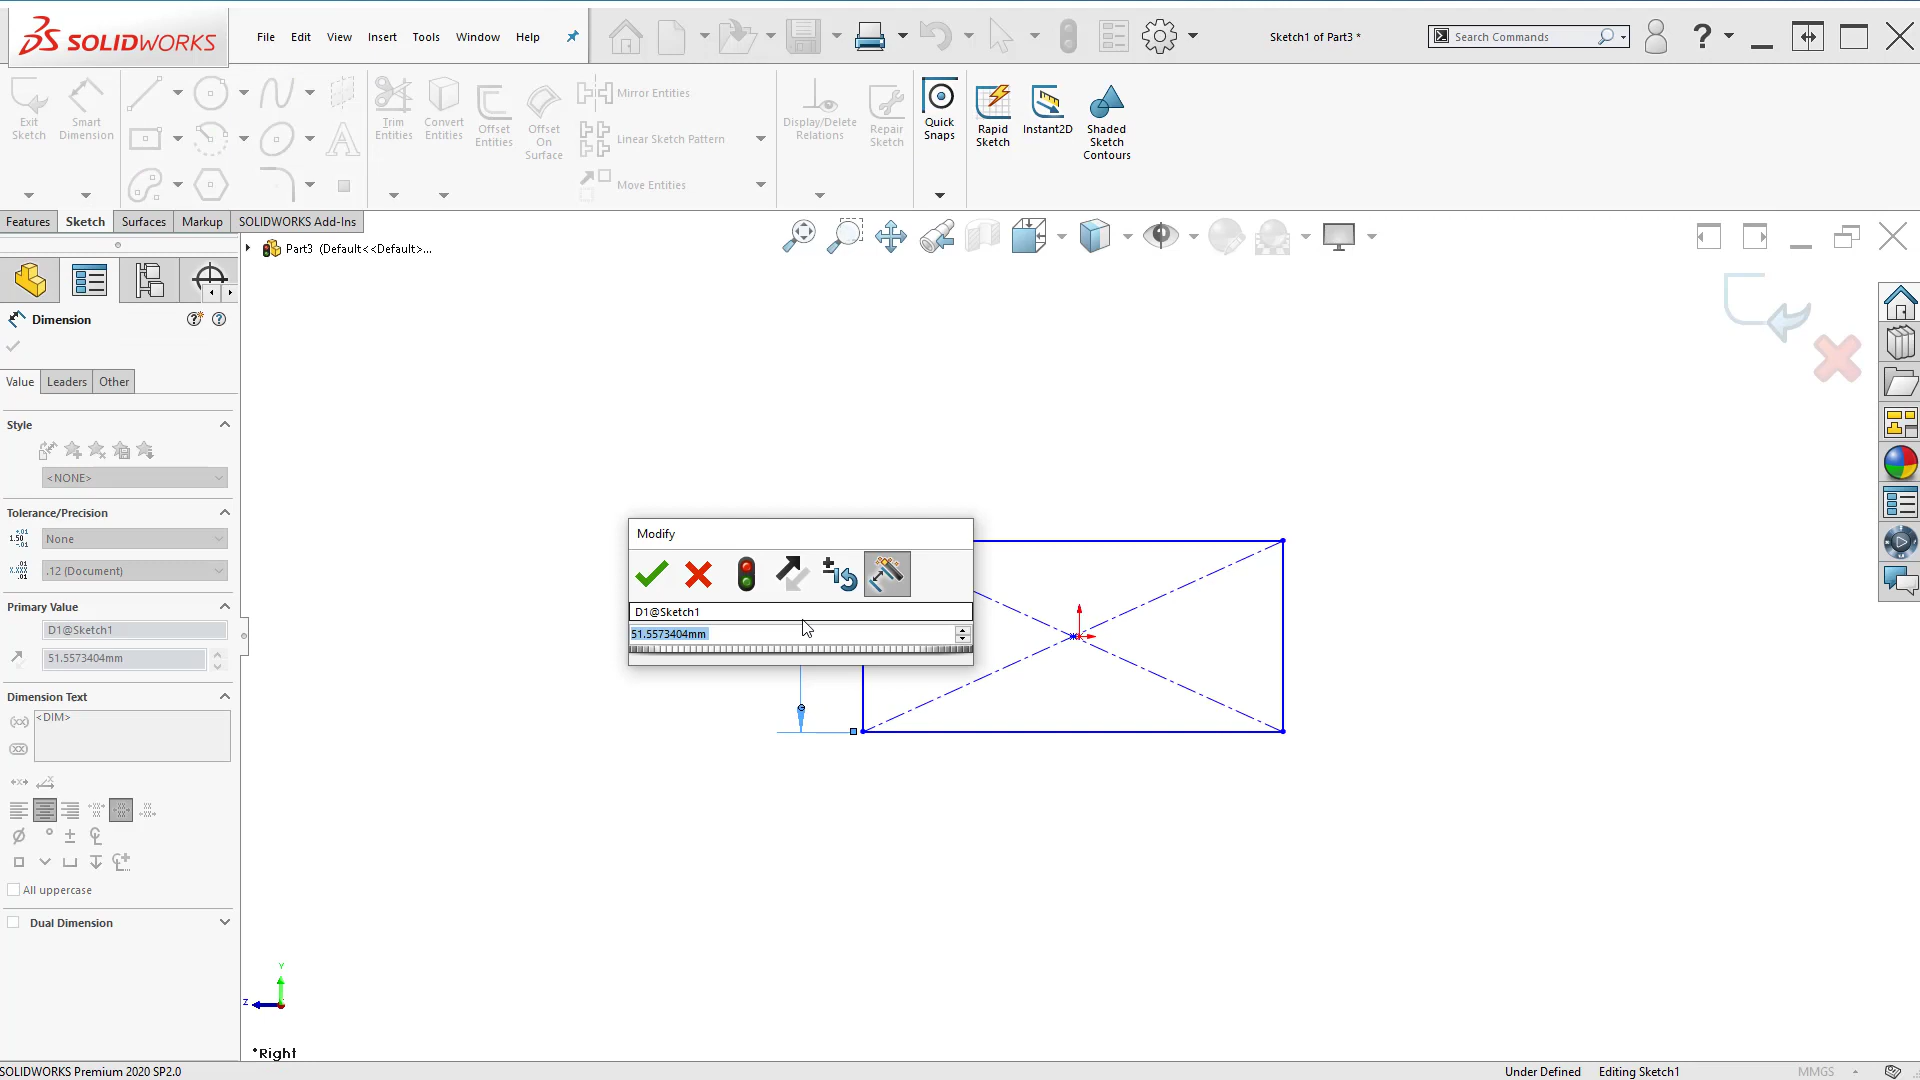 SOLIDWORKS
File Edit View Insert Tools Window Help
Sketch1 of Part3 *
Search Commands
?
Exit Sketch
Smart Dimension
A
Trim Entities
Convert Entities
Offset Entities
Offset On Surface
Mirror Entities
Linear Sketch Pattern
Move Entities
Display/Delete Relations
Repair Sketch
Quick Snaps
Rapid Sketch
Instant2D
Shaded Sketch Contours
Features Sketch Surfaces Markup SOLIDWORKS Add-Ins
Part3 (Default<<Default>...
Dimension
Value Leaders Other
Style
<NONE>
Tolerance/Precision
None
.12 (Document)
Primary Value
D1@Sketch1
51.5573404mm
Dimension Text
<DIM>
All uppercase
Dual Dimension
Modify
D1@Sketch1
51.5573404mm
Y
Z
*Right
SOLIDWORKS Premium 2020 SP2.0
Under Defined Editing Sketch1 MMGS